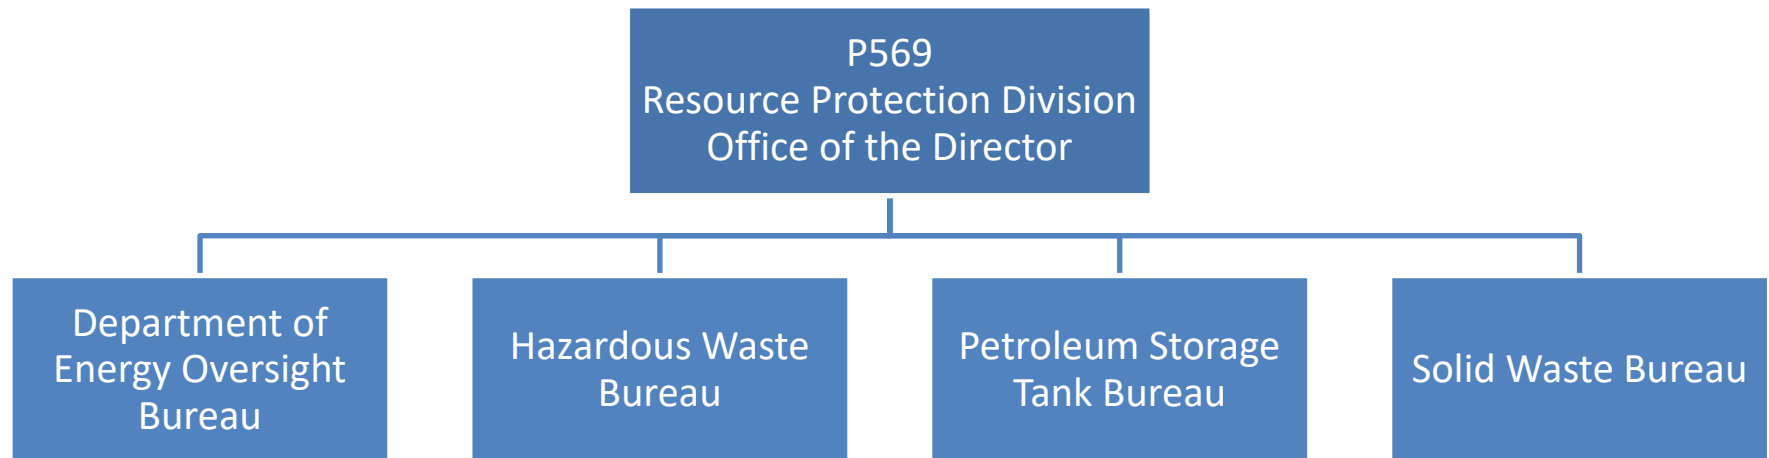 P569
Resource Protection Division
Office of the Director
Department of
Energy Oversight
Bureau
Hazardous Waste
Bureau
Petroleum Storage
Tank Bureau
Solid Waste Bureau